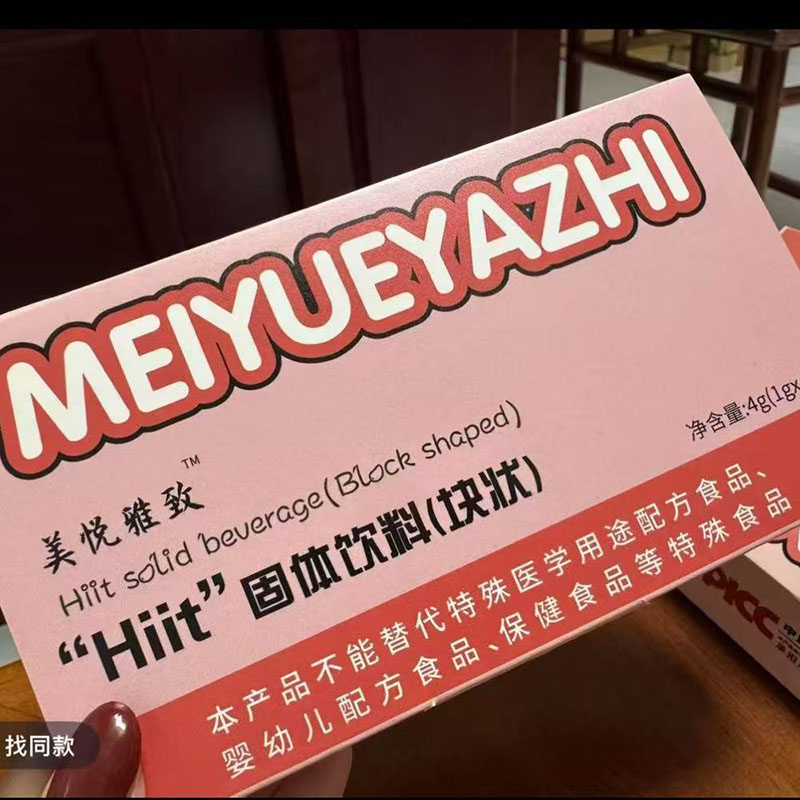 MEIYUEYAZHI
美悦雅致™
净含量:4g(1gx
Hiit solid beverage(Block shaped)
“Hiit”固体饮料(块状)
本产品不能替代特殊医学用途配方食品、
婴幼儿配方食品、保健食品等特殊食品
PICC
找同款